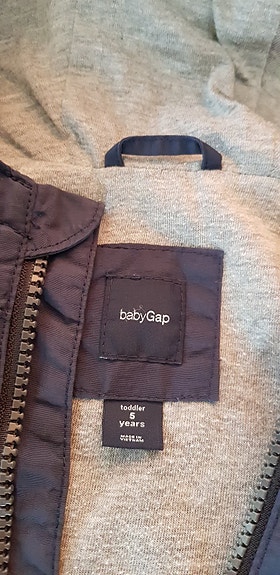 babyGap
toddler
5
years
MADE IN
VIETNAM